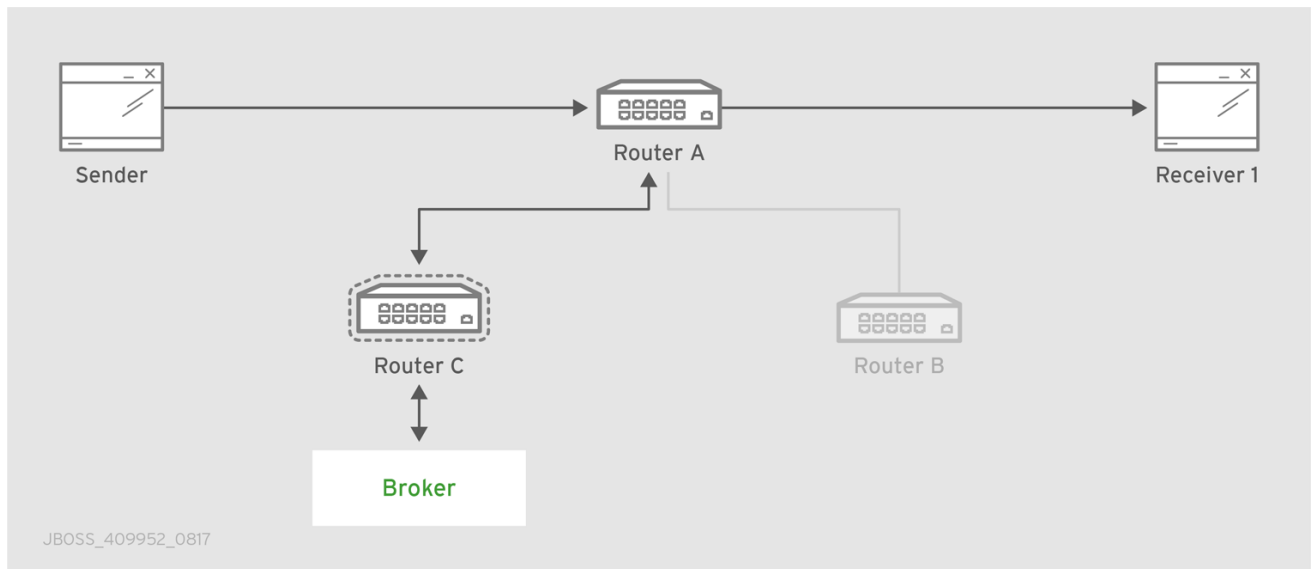 Router A
Sender
Receiver 1
Router C
Router B
Broker
JBOSS_409952_0817